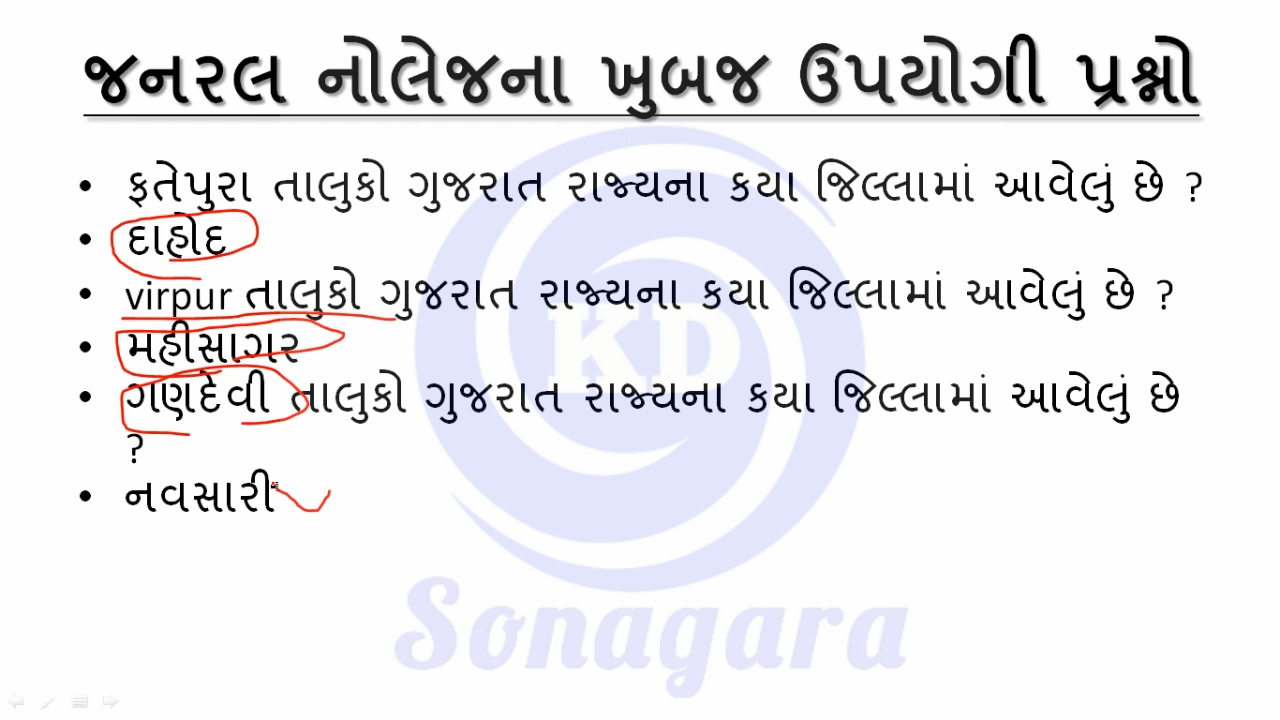 જનરલ નોલેજના ખુબજ ઉપયોગી પ્રશ્નો
• ફતેપુરા તાલુકો ગુજરાત રાજ્યના કયા જિલ્લામાં આવેલું છે ?
• દાહોદ
• virpur તાલુકો ગુજરાત રાજ્યના કયા જિલ્લામાં આવેલું છે ?
• મહીસાગર
• ગણદેવી તાલુકો ગુજરાત રાજ્યના કયા જિલ્લામાં આવેલું છે
?
• નવસારી
KD
Sonagara